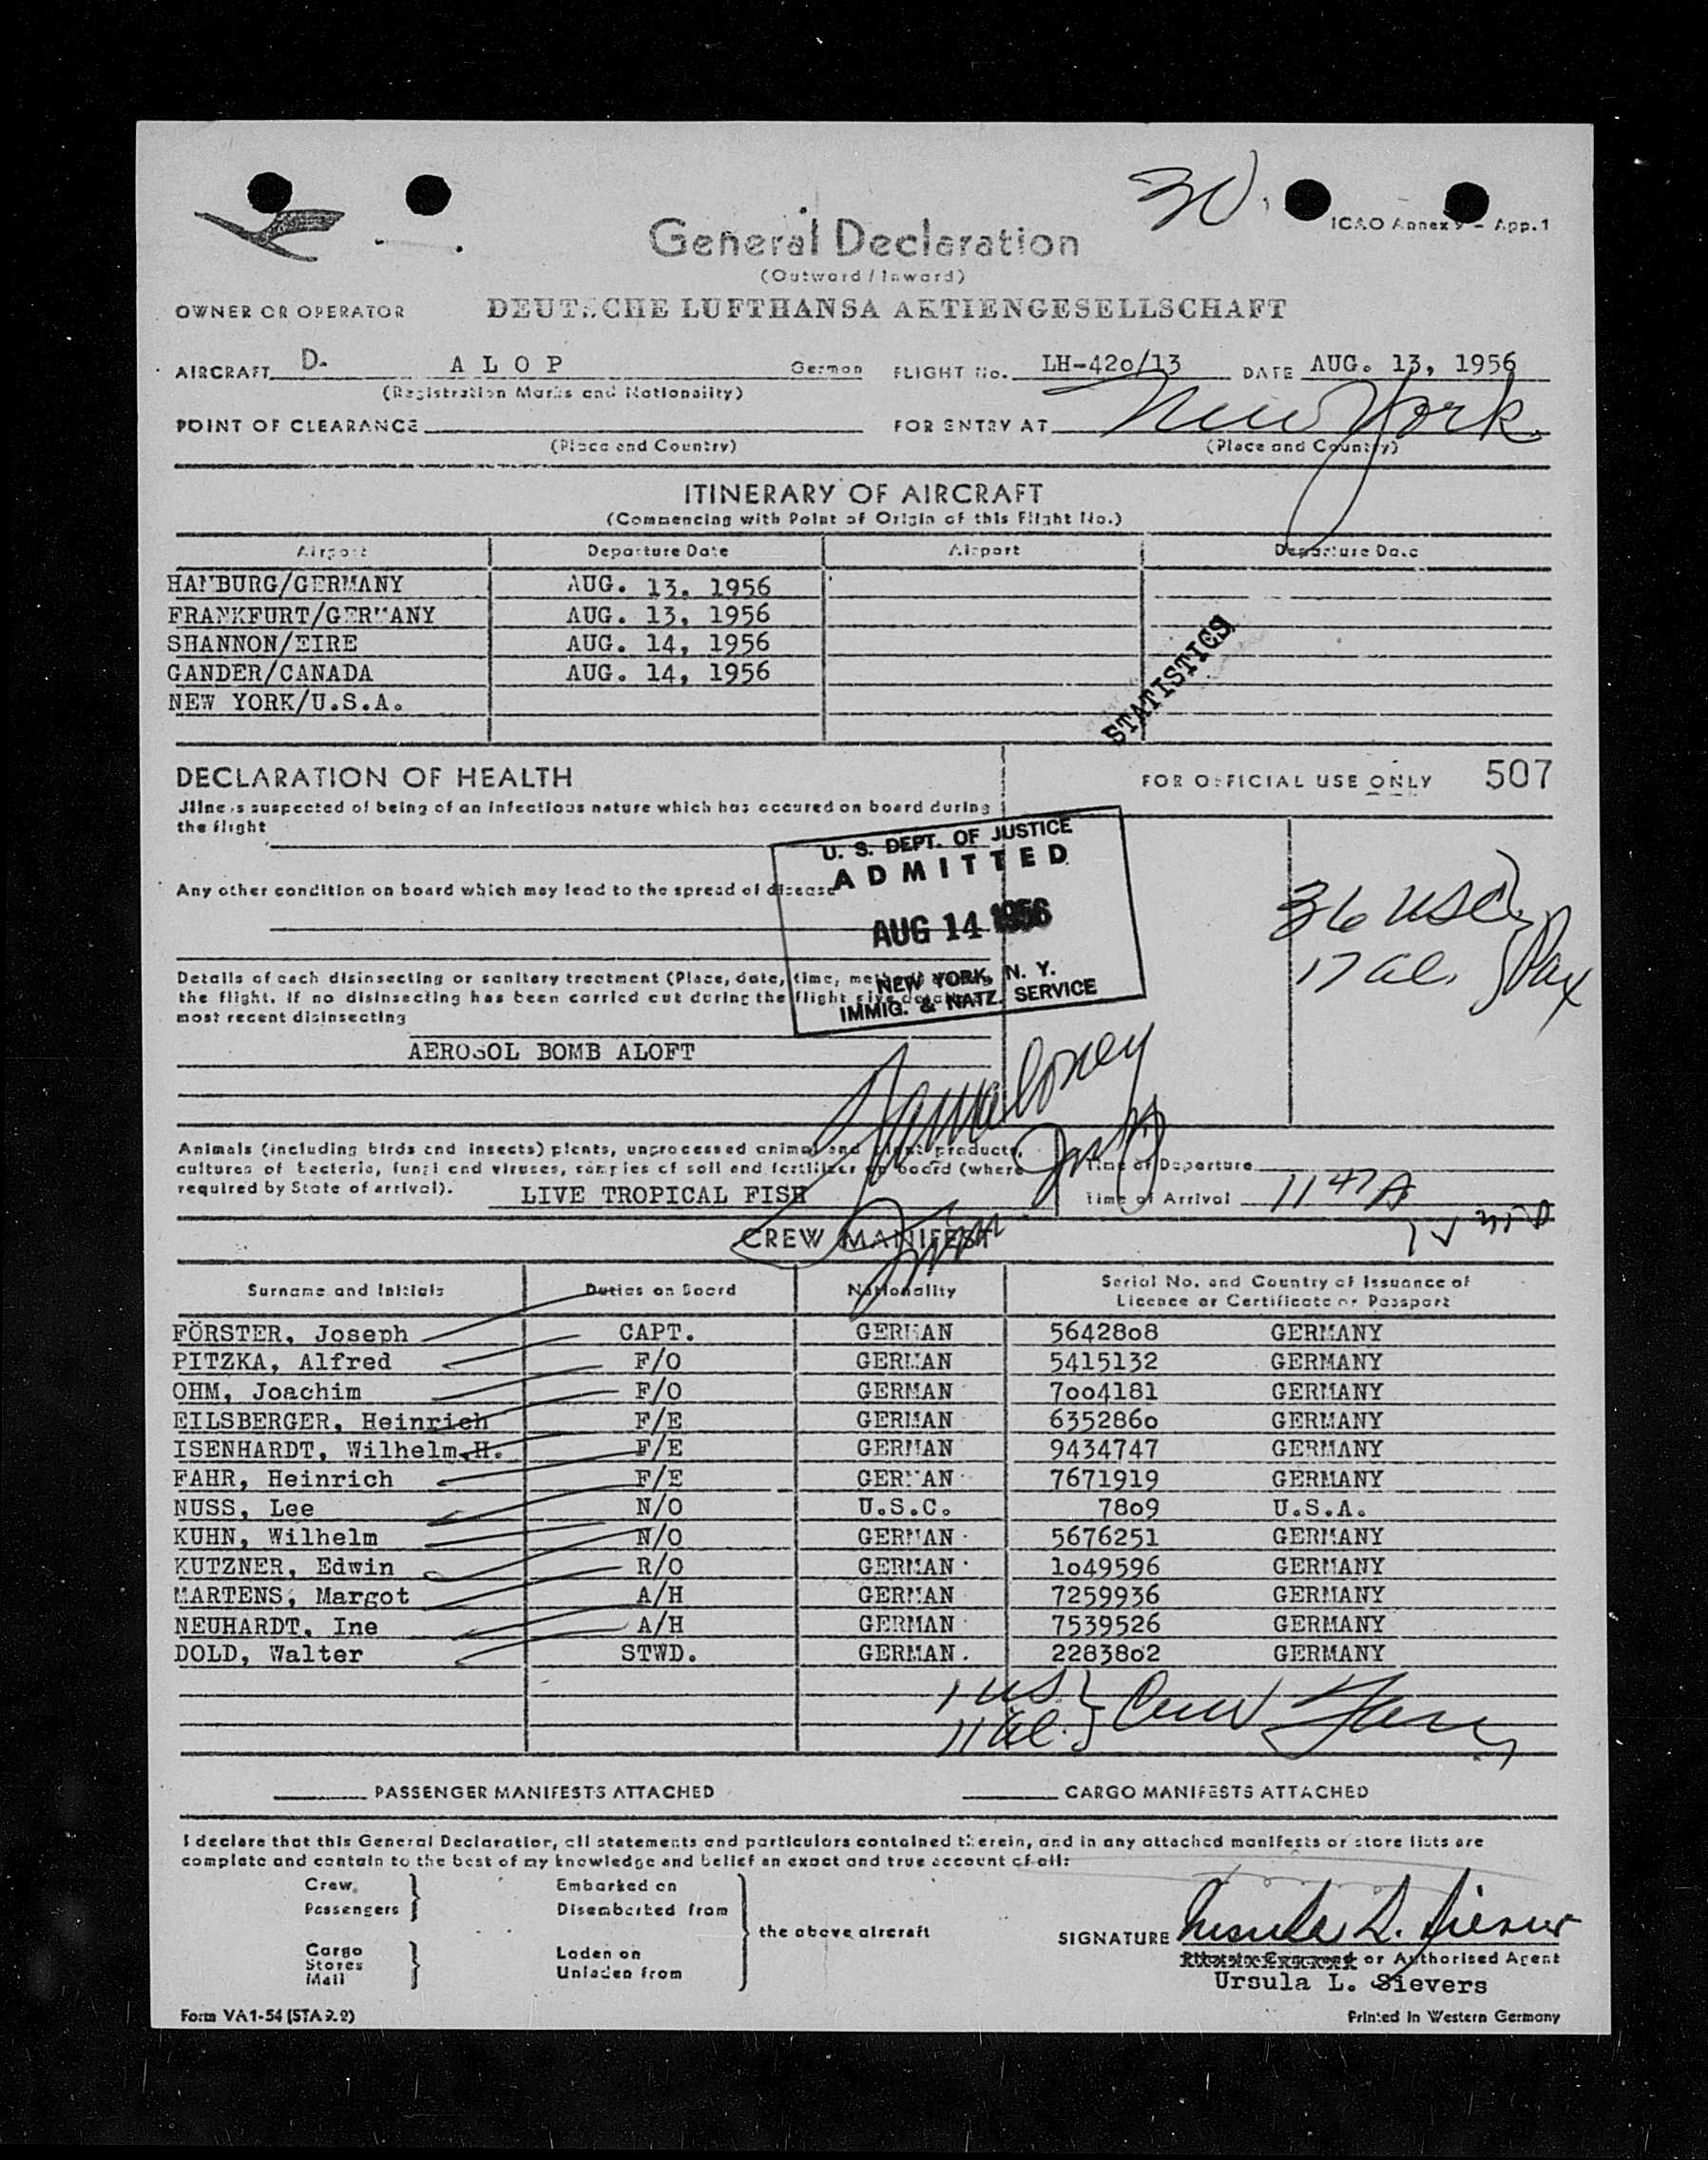 30
ICAO Annex 9 - App. 1
General Declaration
(Outward / Inward)
OWNER OR OPERATOR DEUTSCHE LUFTHANSA AKTIENGESELLSCHAFT
AIRCRAFT D- A L O P German FLIGHT No. LH-42o/13 DATE AUG. 13, 1956
(Registration Marks and Nationality)
POINT OF CLEARANCE FOR ENTRY AT New York
(Place and Country) (Place and Country)
ITINERARY OF AIRCRAFT
(Commencing with Point of Origin of this Flight No.)
Airport Departure Date Airport Departure Date
HAMBURG/GERMANY AUG. 13. 1956
FRANKFURT/GERMANY AUG. 13, 1956
SHANNON/EIRE AUG. 14, 1956
GANDER/CANADA AUG. 14, 1956
NEW YORK/U.S.A.
STATISTICS
DECLARATION OF HEALTH FOR OFFICIAL USE ONLY 507
Jllness suspected of being of an infectious nature which has occured on board during
the flight
U. S. DEPT. OF JUSTICE
ADMITTED
AUG 14 1956
NEW YORK, N. Y.
IMMIG. & NATZ. SERVICE
Any other condition on board which may lead to the spread of disease
36 USC
17 al. Pax
Details of each disinsecting or sanitary treatment (Place, date, time, method) during
the flight. If no disinsecting has been carried out during the flight give details of
most recent disinsecting
AEROSOL BOMB ALOFT
Animals (including birds and insects) plants, unprocessed animal and plant products,
cultures of bacteria, fungi and viruses, samples of soil and fertilizer on board (where
required by State of arrival). LIVE TROPICAL FISH
Time of Departure
Time of Arrival 11 47 A
CREW MANIFEST
Surname and Initials Duties on Board Nationality Serial No. and Country of Issuance of
Licence or Certificate or Passport
FÖRSTER, Joseph CAPT. GERMAN 56428o8 GERMANY
PITZKA, Alfred F/O GERMAN 5415132 GERMANY
OHM, Joachim F/O GERMAN 7oo4181 GERMANY
EILSBERGER, Heinrich F/E GERMAN 635286o GERMANY
ISENHARDT, Wilhelm,H. F/E GERMAN 9434747 GERMANY
FAHR, Heinrich F/E GERMAN 7671919 GERMANY
NUSS, Lee N/O U.S.C. 78o9 U.S.A.
KUHN, Wilhelm N/O GERMAN 5676251 GERMANY
KUTZNER, Edwin R/O GERMAN 1o49596 GERMANY
MARTENS, Margot A/H GERMAN 7259936 GERMANY
NEUHARDT, Ine A/H GERMAN 7539526 GERMANY
DOLD, Walter STWD. GERMAN 22838o2 GERMANY
1 US
11 al. } Crew
PASSENGER MANIFESTS ATTACHED CARGO MANIFESTS ATTACHED
I declare that this General Declaration, all statements and particulars contained therein, and in any attached manifests or store lists are
complete and contain to the best of my knowledge and belief an exact and true account of all:
Crew, Embarked on
Passengers Disembarked from
the above aircraft
Cargo Laden on
Stores Unladen from
Mail
SIGNATURE Ursula L. Sievers
or Authorised Agent
Ursula L. Sievers
Form VA1-54 (STA 2.2) Printed in Western Germany